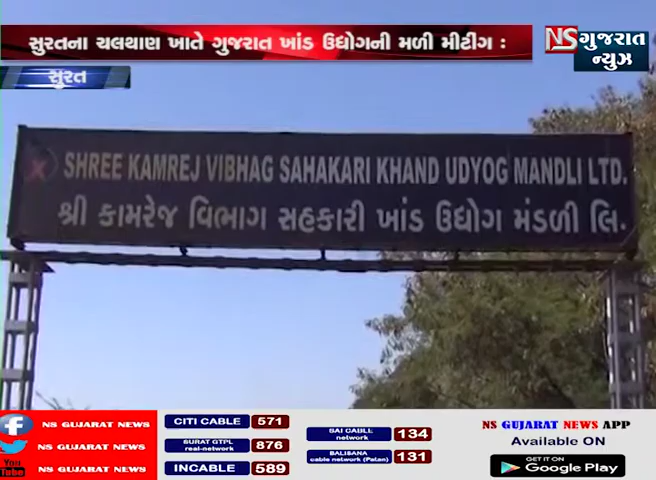 સુરતના ચલથાણ ખાતે ગુજરાત ખાંડ ઉદ્યોગની મળી મીટીંગ :
NS ગુજરાત
ન્યુઝ
સુરત
SHREE KAMREJ VIBHAG SAHAKARI KHAND UDYOG MANDLI LTD.
શ્રી કામરેજ વિભાગ સહકારી ખાંડ ઉદ્યોગ મંડળી લિ.
f NS GUJARAT NEWS
NS GUJARAT NEWS
You Tube NS GUJARAT NEWS
CITI CABLE 571
SURAT GTPL real-network 876
INCABLE 589
SAI CABLE network 134
BALISANA cable network (Patan) 131
NS GUJARAT NEWS APP
Available ON
GET IT ON
Google Play